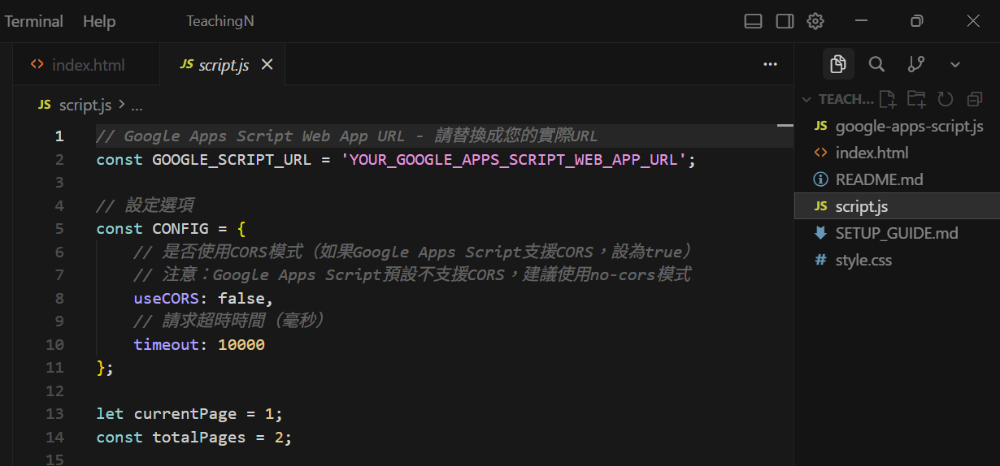 Terminal Help TeachingN
index.html JS script.js
JS script.js > ...
1 // Google Apps Script Web App URL - 請替換成您的實際URL
2 const GOOGLE_SCRIPT_URL = 'YOUR_GOOGLE_APPS_SCRIPT_WEB_APP_URL';
3
4 // 設定選項
5 const CONFIG = {
6 // 是否使用CORS模式（如果Google Apps Script支援CORS，設為true）
7 // 注意：Google Apps Script預設不支援CORS，建議使用no-cors模式
8 useCORS: false,
9 // 請求超時時間（毫秒）
10 timeout: 10000
11 };
12
13 let currentPage = 1;
14 const totalPages = 2;
15
TEACH...
JS google-apps-script.js
index.html
README.md
JS script.js
SETUP_GUIDE.md
# style.css